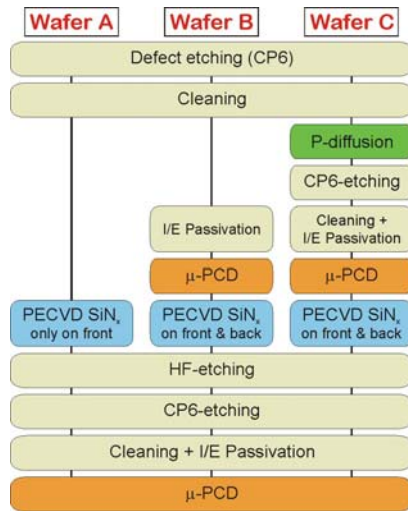 Wafer A Wafer B Wafer C
Defect etching (CP6)
Cleaning
P-diffusion
CP6-etching
I/E Passivation
Cleaning +
I/E Passivation
μ-PCD μ-PCD
PECVD SiNₓ
only on front
PECVD SiNₓ
on front & back
PECVD SiNₓ
on front & back
HF-etching
CP6-etching
Cleaning + I/E Passivation
μ-PCD